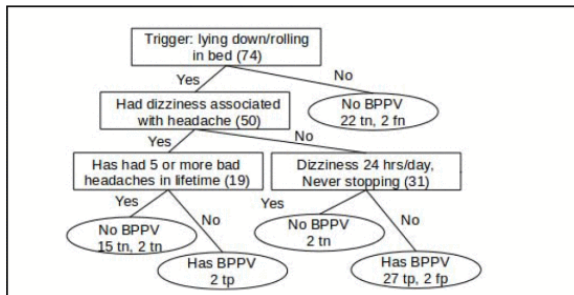 Trigger: lying down/rolling
in bed (74)
Yes
No
Had dizziness associated
with headache (50)
No BPPV
22 tn, 2 fn
Yes
No
Has had 5 or more bad
headaches in lifetime (19)
Dizziness 24 hrs/day,
Never stopping (31)
Yes
No
Yes
No
No BPPV
15 tn, 2 tn
Has BPPV
2 tp
No BPPV
2 tn
Has BPPV
27 tp, 2 fp